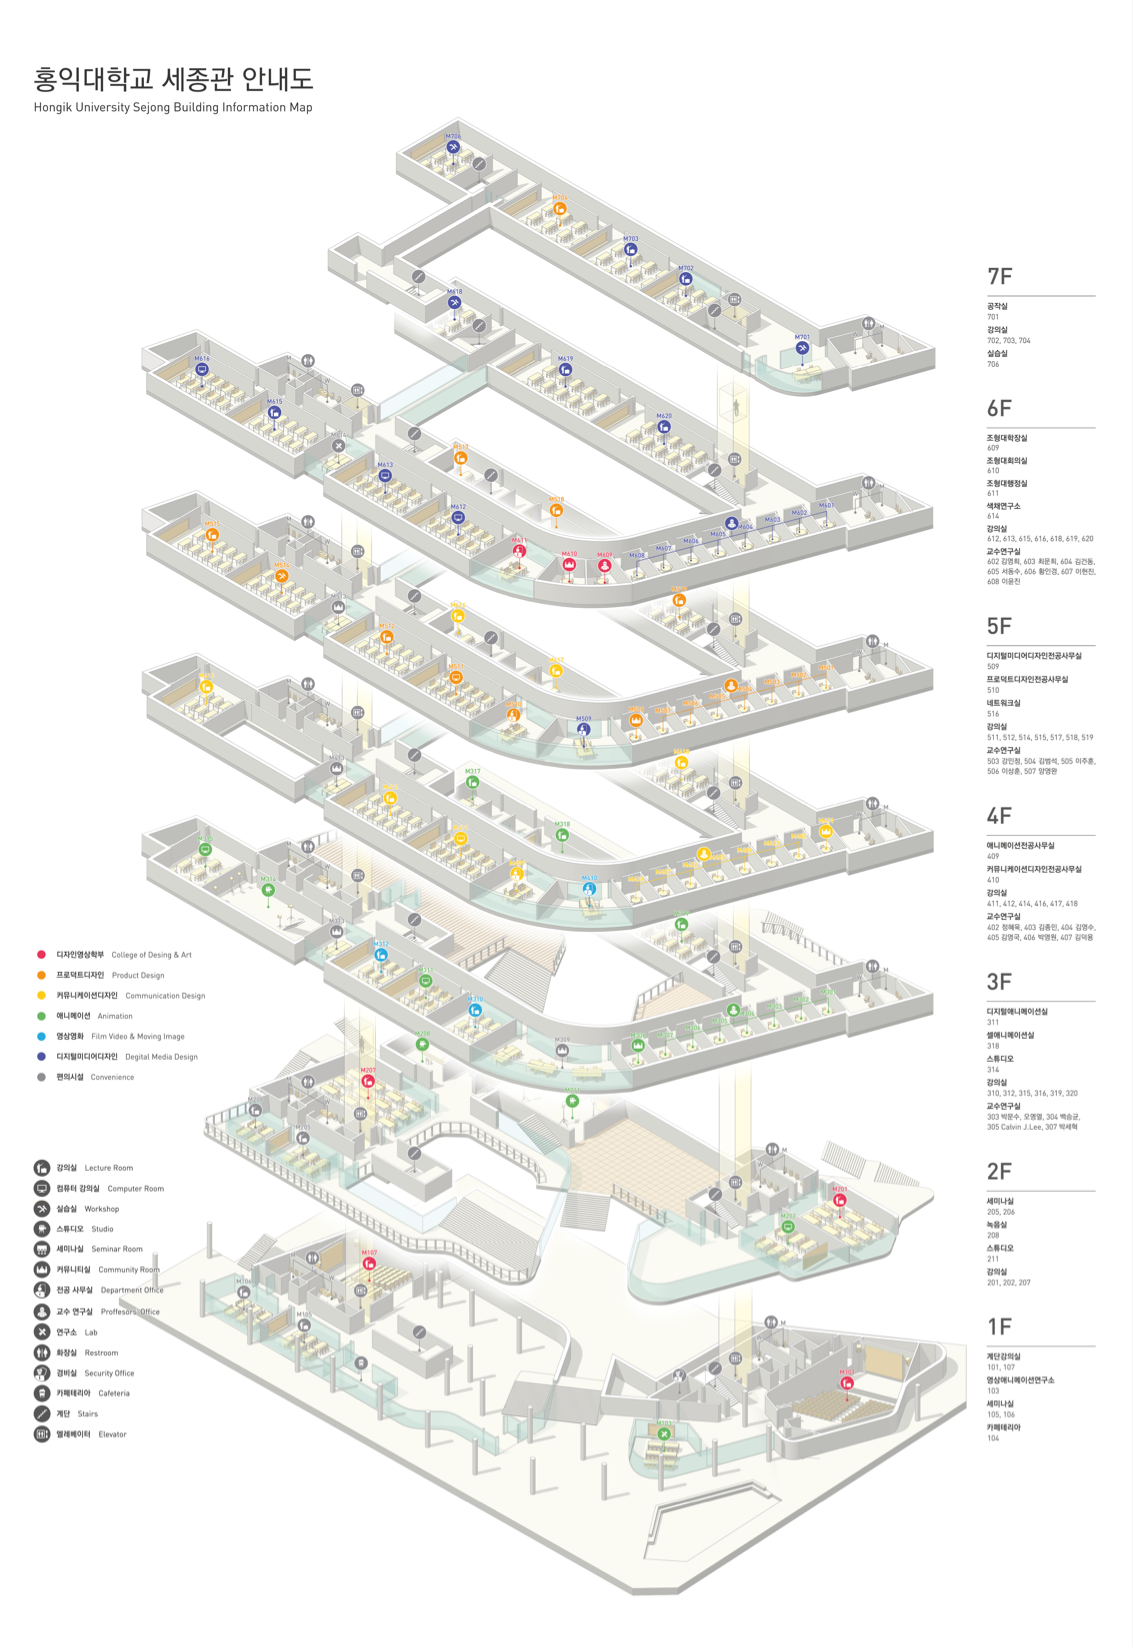 홍익대학교 세종관 안내도
Hongik University Sejong Building Information Map
M706
M704
M703
M702
M701
M618
M619
M620
M616
M615
M613
M612
M611
M610
M609
M608
M607
M606
M605
M604
M603
M602
M601
M512
M511
M509
M317
M318
M410
M314
M313
M312
M311
M310
M209
M208
M207
M205
M201
M202
M107
M106
M105
M103
7F
공작실
701
강의실
702, 703, 704
실습실
706
6F
조형대학장실
609
조형대회의실
610
조형대행정실
611
색채연구소
614
강의실
612, 613, 615, 616, 618, 619, 620
교수연구실
602 김영희, 603 최문희, 604 김건동,
605 서동수, 606 황인경, 607 이현진,
608 이윤진
5F
디지털미디어디자인전공사무실
509
프로덕트디자인전공사무실
510
네트워크실
516
강의실
511, 512, 514, 515, 517, 518, 519
교수연구실
503 강인정, 504 김범석, 505 이주훈,
506 이상훈, 507 양영완
4F
애니메이션전공사무실
409
커뮤니케이션디자인전공사무실
410
강의실
411, 412, 414, 416, 417, 418
교수연구실
402 정혜욱, 403 김종민, 404 김영수,
405 김영국, 406 박영원, 407 김덕용
3F
디지털애니메이션실
311
셀애니메이션실
318
스튜디오
314
강의실
310, 312, 315, 316, 319, 320
교수연구실
303 박문수, 오영열, 304 백승균,
305 Calvin J.Lee, 307 박세혁
2F
세미나실
205, 206
녹음실
208
스튜디오
211
강의실
201, 202, 207
1F
계단강의실
101, 107
영상애니메이션연구소
103
세미나실
105, 106
카페테리아
104
디자인영상학부 College of Desing & Art
프로덕트디자인 Product Design
커뮤니케이션디자인 Communication Design
애니메이션 Animation
영상영화 Film Video & Moving Image
디지털미디어디자인 Degital Media Design
편의시설 Convenience
강의실 Lecture Room
컴퓨터 강의실 Computer Room
실습실 Workshop
스튜디오 Studio
세미나실 Seminar Room
커뮤니티실 Community Room
전공 사무실 Department Office
교수 연구실 Proffesors' Office
연구소 Lab
화장실 Restroom
경비실 Security Office
카페테리아 Cafeteria
계단 Stairs
엘레베이터 Elevator